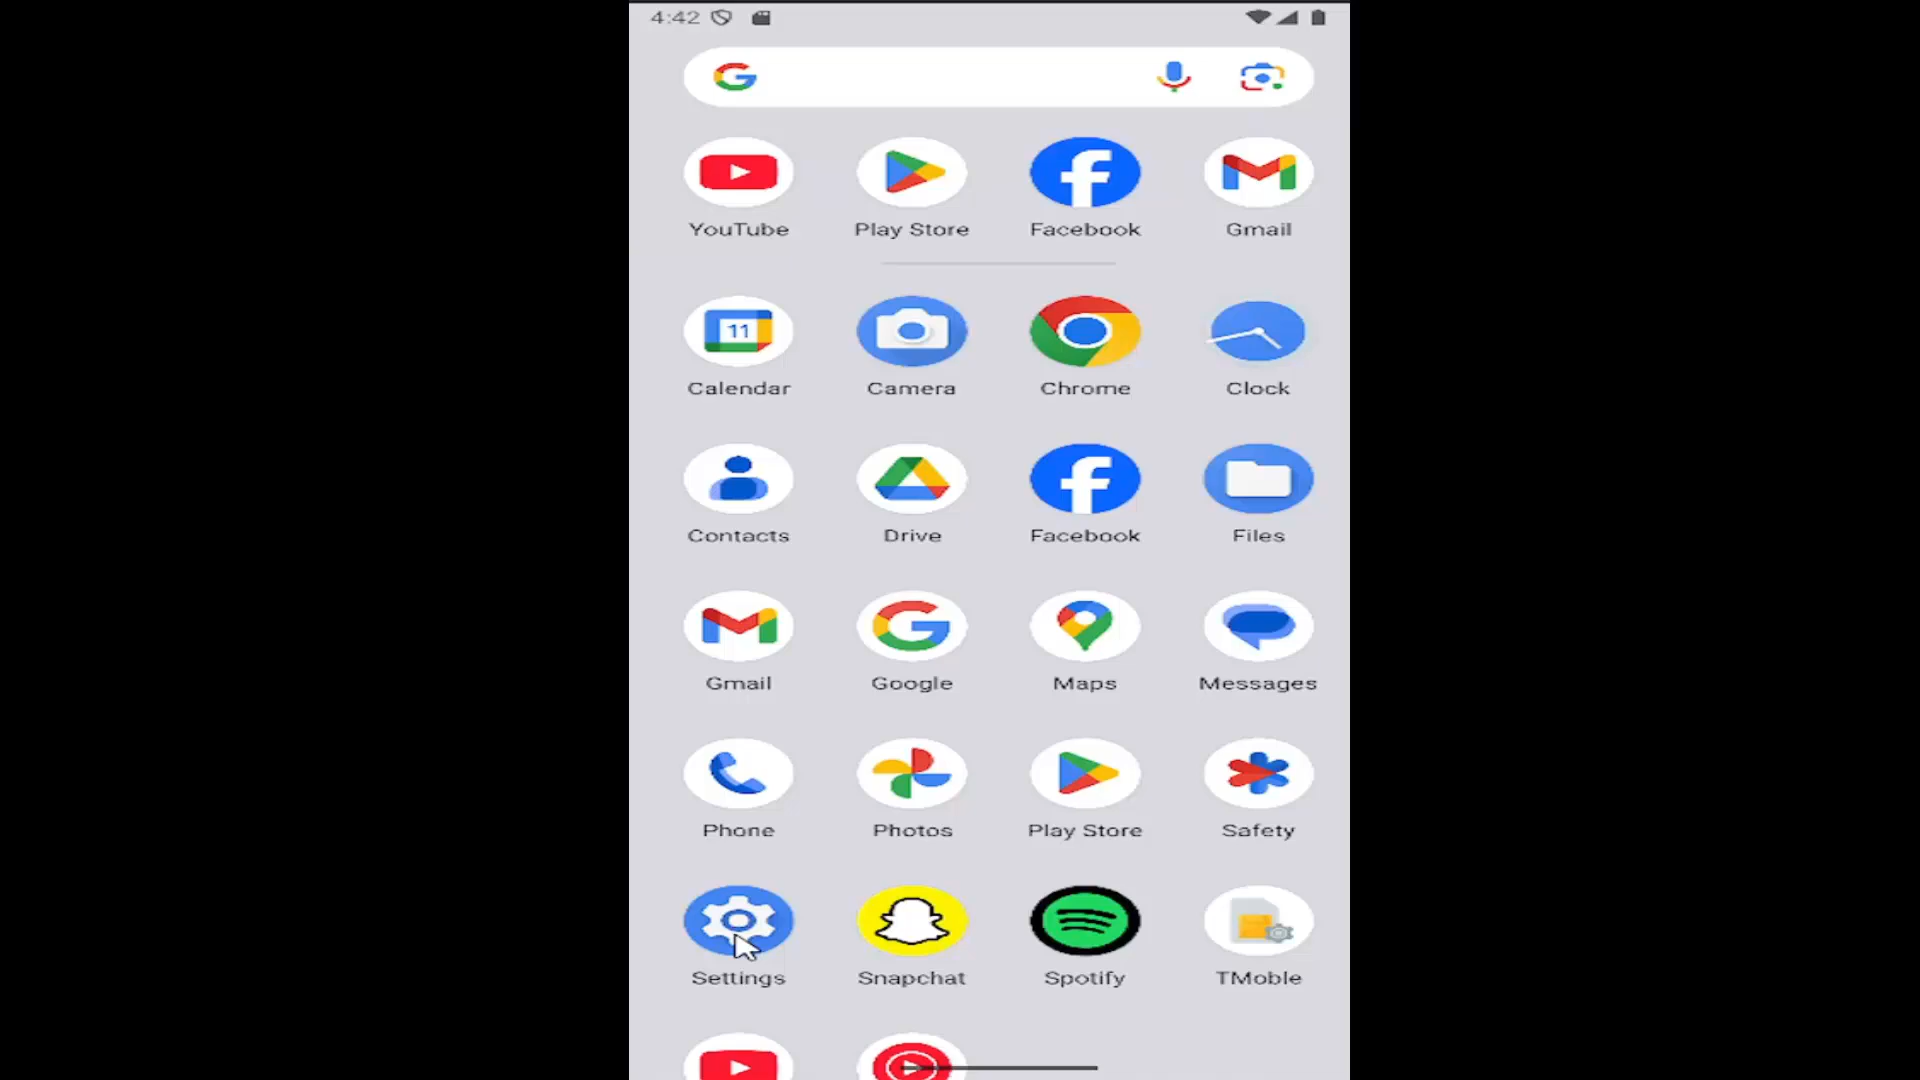 4:42
YouTube Play Store Facebook Gmail
11
Calendar Camera Chrome Clock
Contacts Drive Facebook Files
Gmail Google Maps Messages
Phone Photos Play Store Safety
Settings Snapchat Spotify TMoble